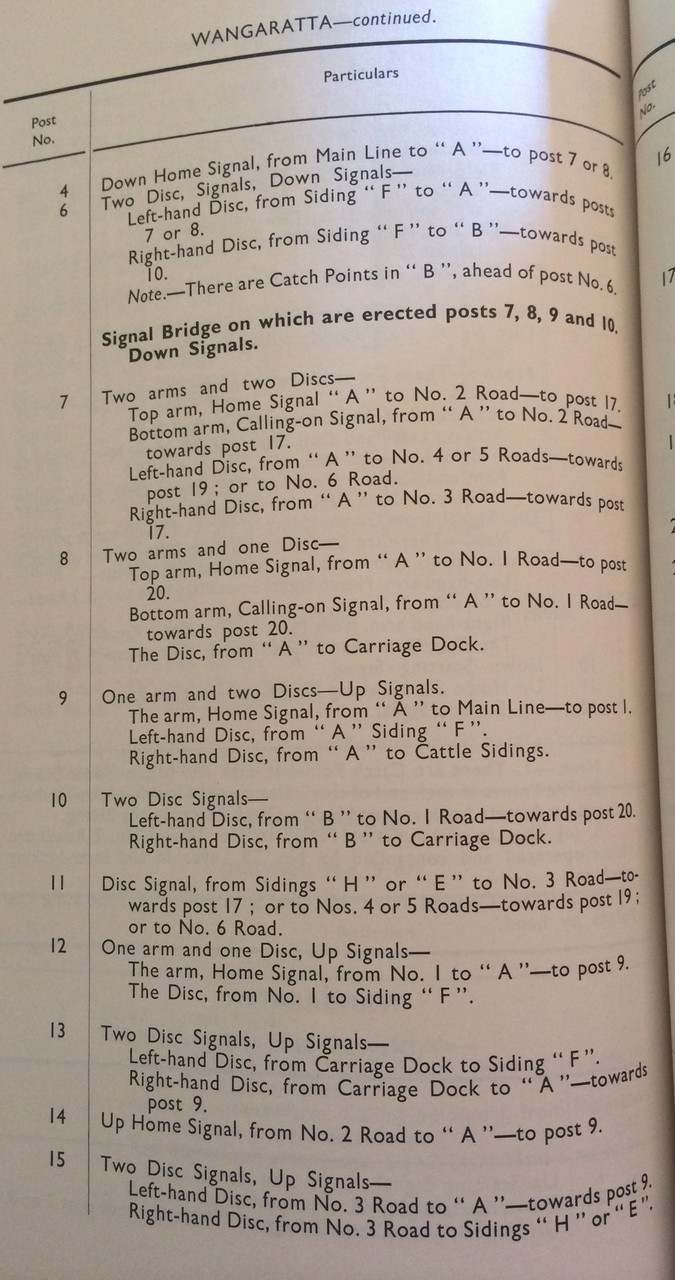 WANGARATTA—continued.
Post
No.
Particulars
4 Down Home Signal, from Main Line to “ A ”—to post 7 or 8.
6 Two Disc, Signals, Down Signals—
Left-hand Disc, from Siding “ F ” to “ A ”—towards posts
7 or 8.
Right-hand Disc, from Siding “ F ” to “ B ”—towards post
10.
Note.—There are Catch Points in “ B ”, ahead of post No. 6.
Signal Bridge on which are erected posts 7, 8, 9 and 10.
Down Signals.
7 Two arms and two Discs—
Top arm, Home Signal “ A ” to No. 2 Road—to post 17.
Bottom arm, Calling-on Signal, from “ A ” to No. 2 Road—
towards post 17.
Left-hand Disc, from “ A ” to No. 4 or 5 Roads—towards
post 19 ; or to No. 6 Road.
Right-hand Disc, from “ A ” to No. 3 Road—towards post
17.
8 Two arms and one Disc—
Top arm, Home Signal, from “ A ” to No. 1 Road—to post
20.
Bottom arm, Calling-on Signal, from “ A ” to No. 1 Road—
towards post 20.
The Disc, from “ A ” to Carriage Dock.
9 One arm and two Discs—Up Signals.
The arm, Home Signal, from “ A ” to Main Line—to post 1.
Left-hand Disc, from “ A ” Siding “ F ”.
Right-hand Disc, from “ A ” to Cattle Sidings.
10 Two Disc Signals—
Left-hand Disc, from “ B ” to No. 1 Road—towards post 20.
Right-hand Disc, from “ B ” to Carriage Dock.
11 Disc Signal, from Sidings “ H ” or “ E ” to No. 3 Road—to-
wards post 17 ; or to Nos. 4 or 5 Roads—towards post 19 ;
or to No. 6 Road.
12 One arm and one Disc, Up Signals—
The arm, Home Signal, from No. 1 to “ A ”—to post 9.
The Disc, from No. 1 to Siding “ F ”.
13 Two Disc Signals, Up Signals—
Left-hand Disc, from Carriage Dock to Siding “ F ”.
Right-hand Disc, from Carriage Dock to “ A ”—towards
post 9.
14 Up Home Signal, from No. 2 Road to “ A ”—to post 9.
15 Two Disc Signals, Up Signals—
Left-hand Disc, from No. 3 Road to “ A ”—towards post 9.
Right-hand Disc, from No. 3 Road to Sidings “ H ” or “ E ”.
Post
No.
16
17